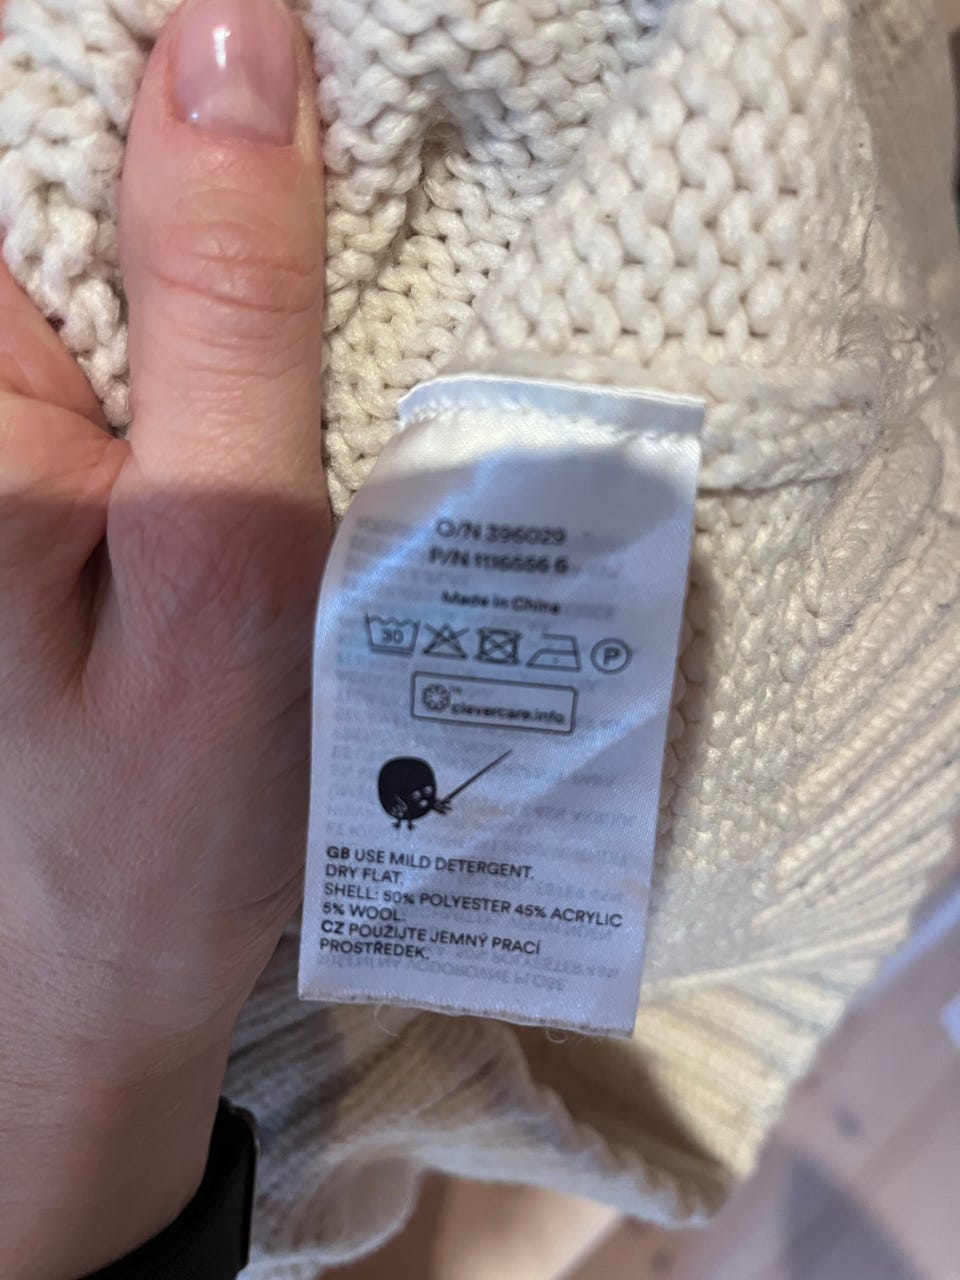 O/N 396029
P/N 1116556 6
Made in China
30 P
TM
clevercare.info
GB USE MILD DETERGENT.
DRY FLAT.
SHELL: 50% POLYESTER 45% ACRYLIC
5% WOOL.
CZ POUŽIJTE JEMNÝ PRACÍ
PROSTŘEDEK.